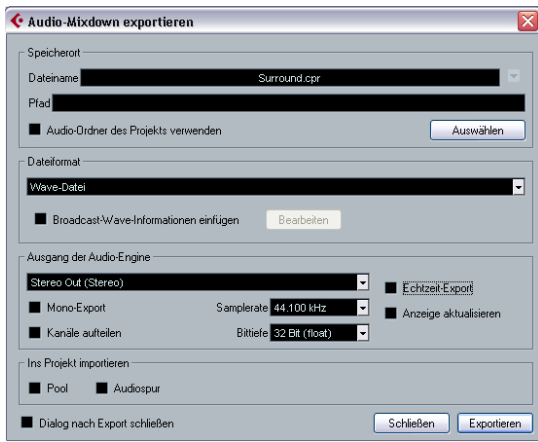 Audio-Mixdown exportieren
Speicherort
Dateiname Surround.cpr
Pfad
Audio-Ordner des Projekts verwenden Auswählen
Dateiformat
Wave-Datei
Broadcast-Wave-Informationen einfügen Bearbeiten
Ausgang der Audio-Engine
Stereo Out (Stereo) Echtzeit-Export
Mono-Export Samplerate 44.100 kHz Anzeige aktualisieren
Kanäle aufteilen Bittiefe 32 Bit (float)
Ins Projekt importieren
Pool Audiospur
Dialog nach Export schließen Schließen Exportieren